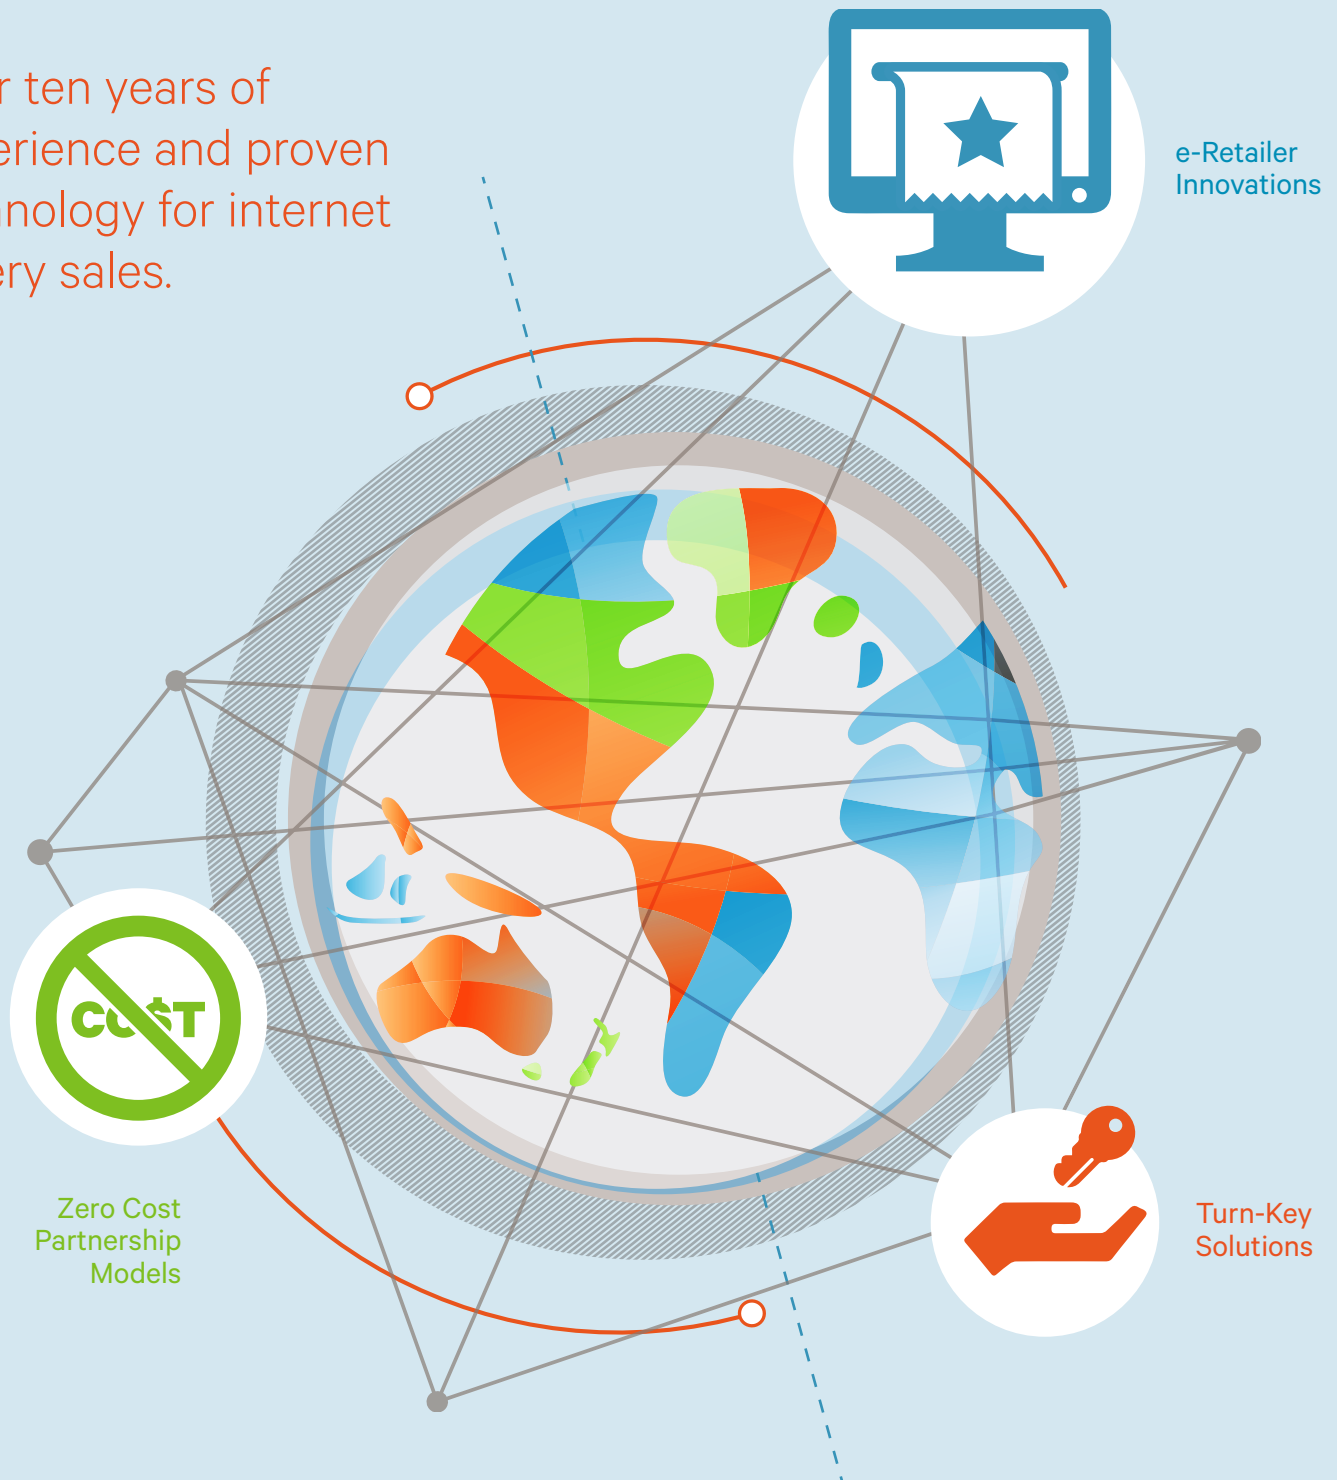 r ten years of
erience and proven
nology for internet
ery sales.
e-Retailer
Innovations
COST
Zero Cost
Partnership
Models
Turn-Key
Solutions